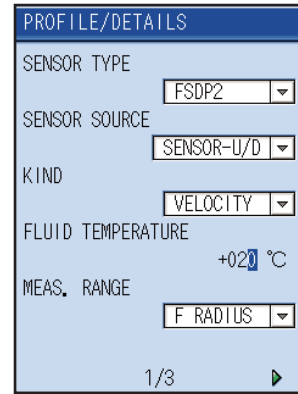 PROFILE/DETAILS
SENSOR TYPE
FSDP2
SENSOR SOURCE
SENSOR-U/D
KIND
VELOCITY
FLUID TEMPERATURE
+020 ℃
MEAS. RANGE
F RADIUS
1/3